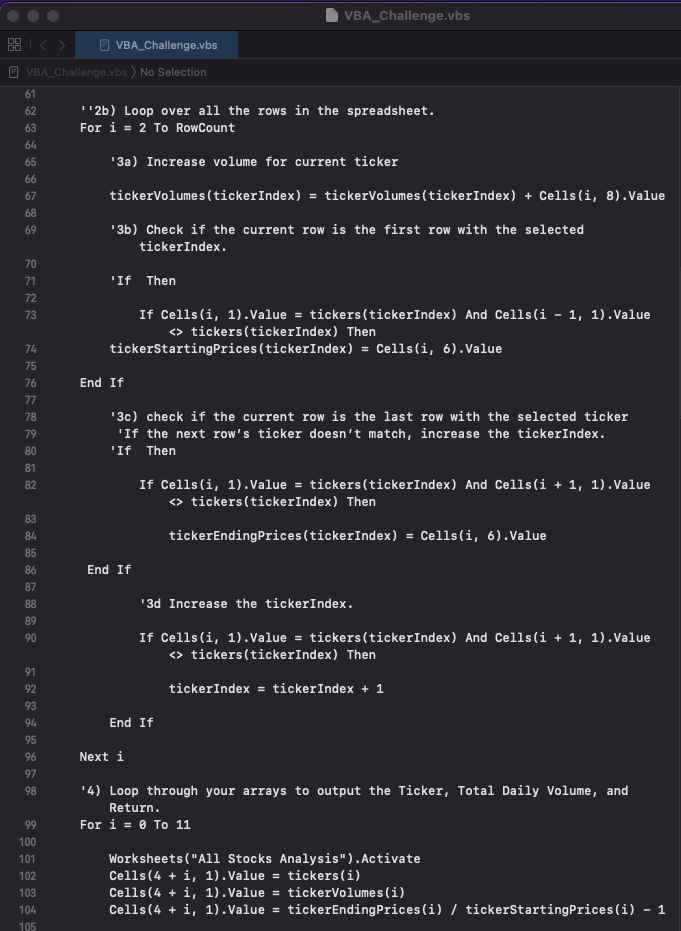 VBA_Challenge.vbs
VBA_Challenge.vbs
VBA_Challenge.vbs 〉 No Selection
61
62 ''2b) Loop over all the rows in the spreadsheet.
63 For i = 2 To RowCount
64
65 '3a) Increase volume for current ticker
66
67 tickerVolumes(tickerIndex) = tickerVolumes(tickerIndex) + Cells(i, 8).Value
68
69 '3b) Check if the current row is the first row with the selected
tickerIndex.
70
71 'If  Then
72
73 If Cells(i, 1).Value = tickers(tickerIndex) And Cells(i - 1, 1).Value
<> tickers(tickerIndex) Then
74 tickerStartingPrices(tickerIndex) = Cells(i, 6).Value
75
76 End If
77
78 '3c) check if the current row is the last row with the selected ticker
79 'If the next row’s ticker doesn’t match, increase the tickerIndex.
80 'If  Then
81
82 If Cells(i, 1).Value = tickers(tickerIndex) And Cells(i + 1, 1).Value
<> tickers(tickerIndex) Then
83
84 tickerEndingPrices(tickerIndex) = Cells(i, 6).Value
85
86 End If
87
88 '3d Increase the tickerIndex.
89
90 If Cells(i, 1).Value = tickers(tickerIndex) And Cells(i + 1, 1).Value
<> tickers(tickerIndex) Then
91
92 tickerIndex = tickerIndex + 1
93
94 End If
95
96 Next i
97
98 '4) Loop through your arrays to output the Ticker, Total Daily Volume, and
Return.
99 For i = 0 To 11
100
101 Worksheets("All Stocks Analysis").Activate
102 Cells(4 + i, 1).Value = tickers(i)
103 Cells(4 + i, 1).Value = tickerVolumes(i)
104 Cells(4 + i, 1).Value = tickerEndingPrices(i) / tickerStartingPrices(i) - 1
105